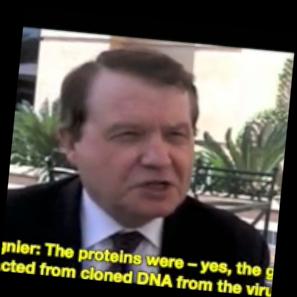 gnier: The proteins were – yes, the g
cted from cloned DNA from the viru